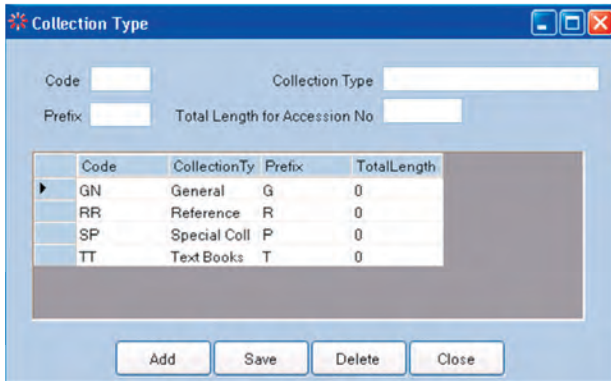 Collection Type
Code Collection Type
Prefix Total Length for Accession No
Code CollectionTy Prefix TotalLength
GN General G 0
RR Reference R 0
SP Special Coll P 0
TT Text Books T 0
Add Save Delete Close